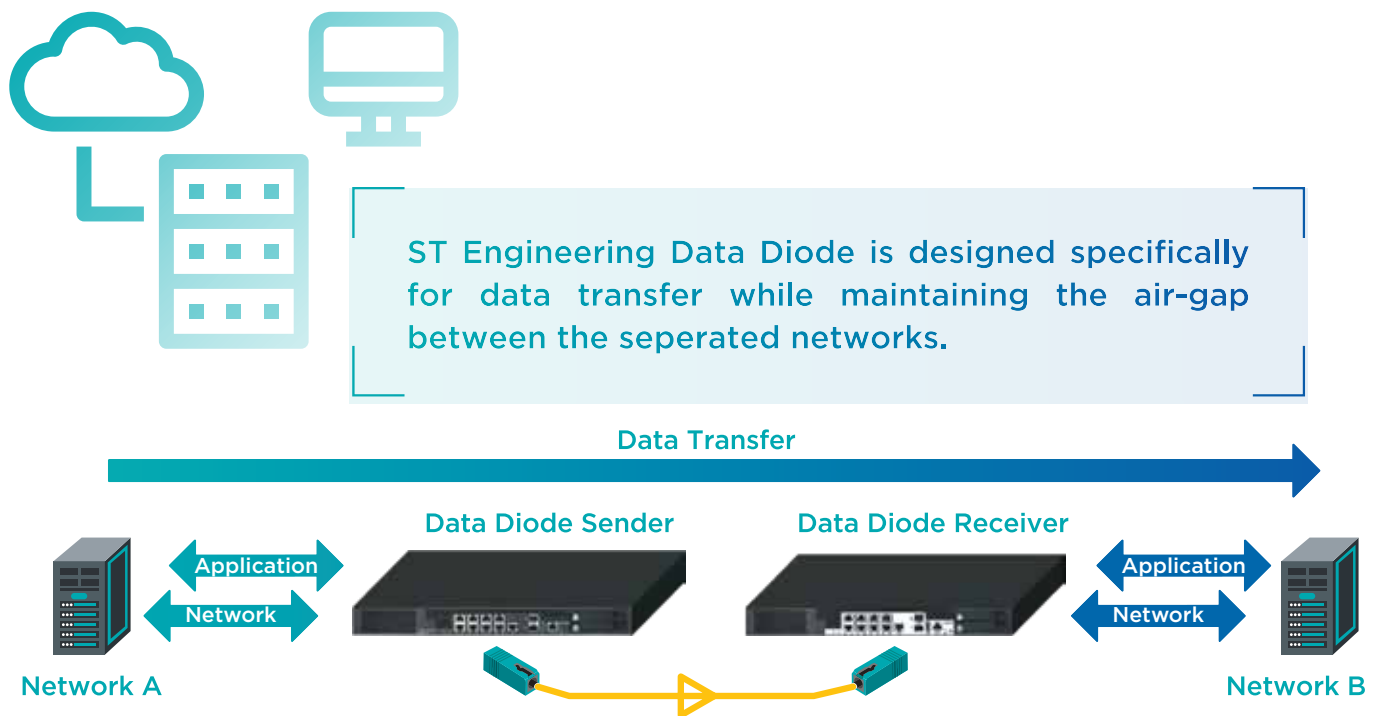 ST Engineering Data Diode is designed specifically
for data transfer while maintaining the air-gap
between the seperated networks.
Data Transfer
Data Diode Sender
Data Diode Receiver
Application
Application
Network
Network
Network A
Network B